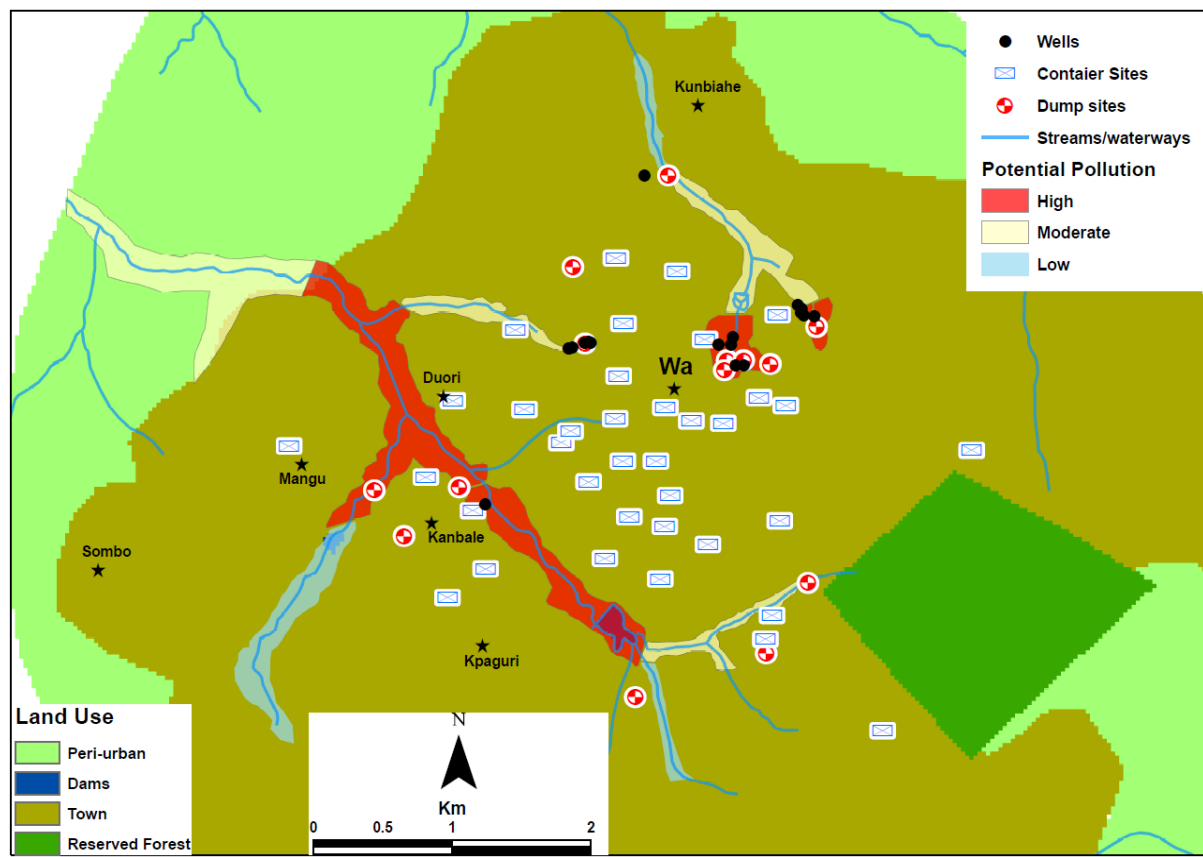 Kunbiahe
Wells
Contaier Sites
Dump sites
Streams/waterways
Potential Pollution
High
Moderate
Low
Wa
Duori
Mangu
Kanbale
Sombo
Kpaguri
Land Use
Peri-urban
Dams
Town
Reserved Forest
N
Km
0 0.5 1 2